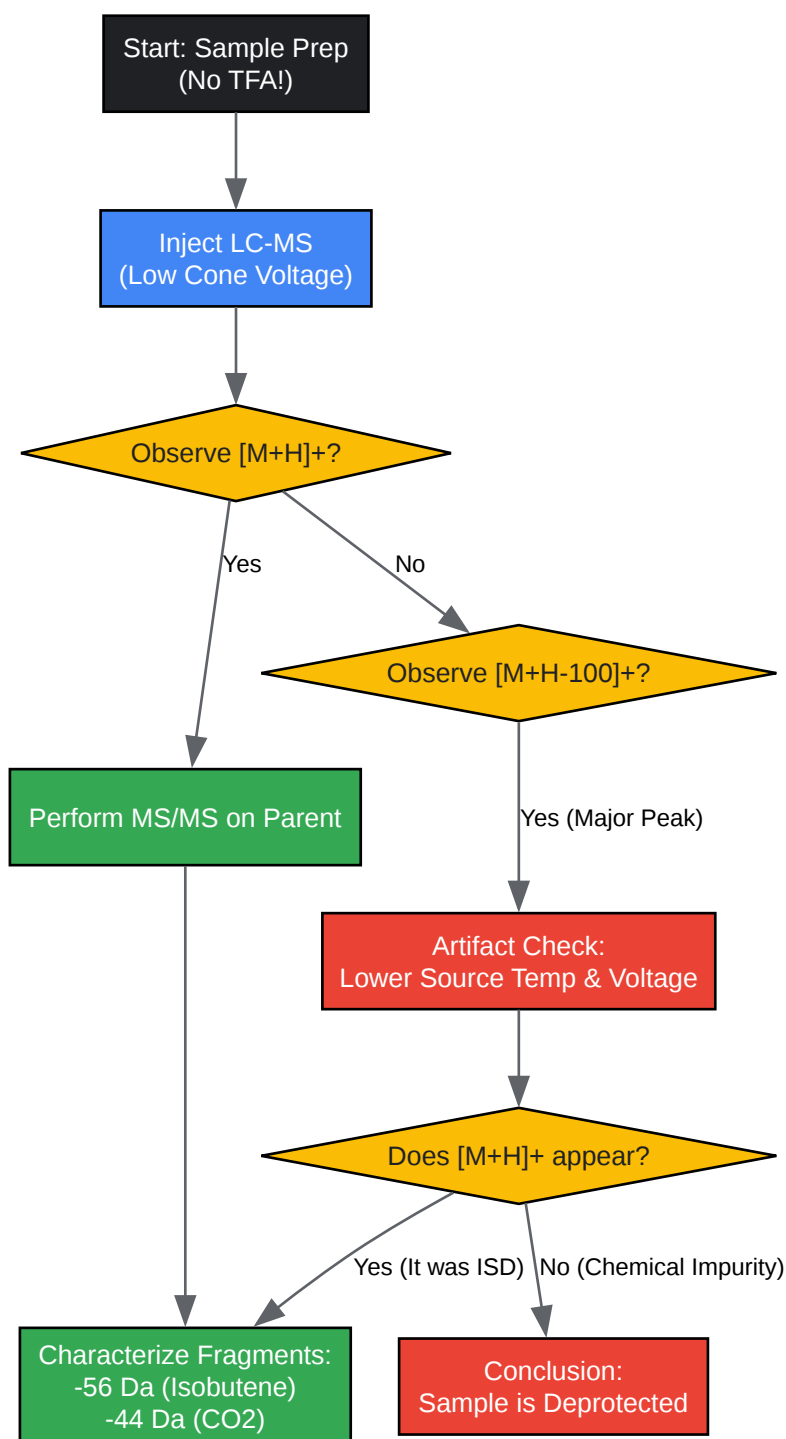 Start: Sample Prep
(No TFA!)
Inject LC-MS
(Low Cone Voltage)
Observe [M+H]+?
Yes
No
Observe [M+H-100]+?
Perform MS/MS on Parent
Yes (Major Peak)
Artifact Check:
Lower Source Temp & Voltage
Does [M+H]+ appear?
Yes (It was ISD)
No (Chemical Impurity)
Characterize Fragments:
-56 Da (Isobutene)
-44 Da (CO2)
Conclusion:
Sample is Deprotected